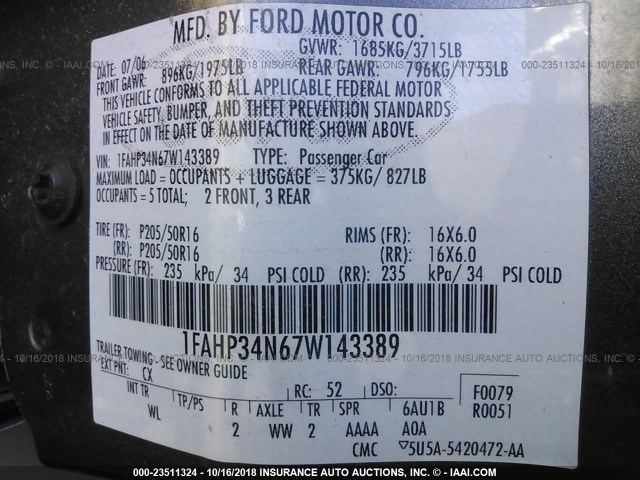 MFD. BY FORD MOTOR CO.
DATE: 07/06 GVWR: 1685KG/3715LB
FRONT GAWR: 896KG/1975LB REAR GAWR: 796KG/1755LB
THIS VEHICLE CONFORMS TO ALL APPLICABLE FEDERAL MOTOR
VEHICLE SAFETY, BUMPER, AND THEFT PREVENTION STANDARDS
IN EFFECT ON THE DATE OF MANUFACTURE SHOWN ABOVE.
VIN: 1FAHP34N67W143389 TYPE: Passenger Car
MAXIMUM LOAD = OCCUPANTS + LUGGAGE = 375KG/ 827LB
OCCUPANTS = 5 TOTAL; 2 FRONT, 3 REAR
TIRE (FR): P205/50R16 RIMS (FR): 16X6.0
(RR): P205/50R16 (RR): 16X6.0
PRESSURE (FR): 235 kPa/ 34 PSI COLD (RR): 235 kPa/ 34 PSI COLD
1FAHP34N67W143389
TRAILER TOWING - SEE OWNER GUIDE
EXT PNT: CX RC: 52 DSO: F0079
INT TR TP/PS R AXLE TR SPR 6AU1B R0051
WL 2 WW 2 AAAA A0A
CMC ▽5U5A-5420472-AA
000-23511324 - 10/16/2018 INSURANCE AUTO AUCTIONS - IAAI.COM